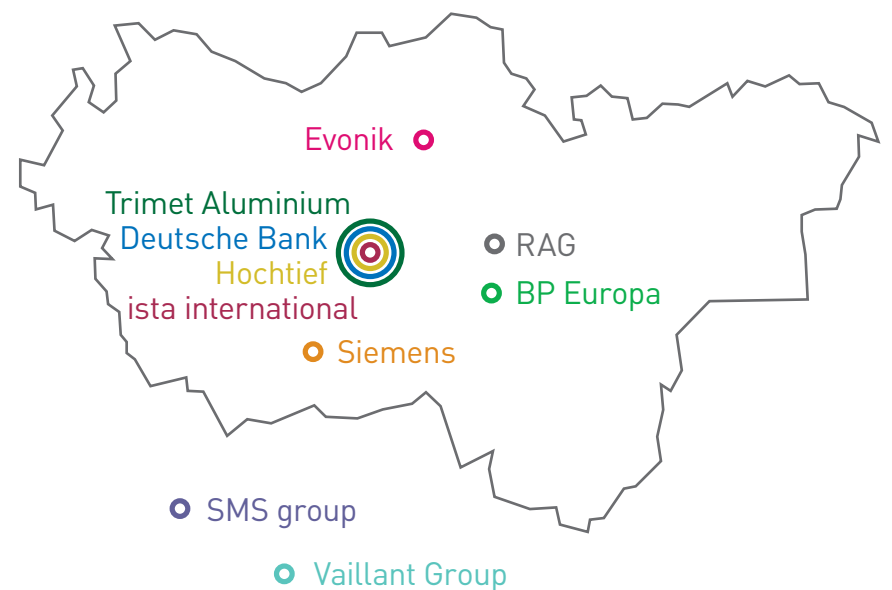 Evonik
Trimet Aluminium
Deutsche Bank
Hochtief
ista international
RAG
BP Europa
Siemens
SMS group
Vaillant Group